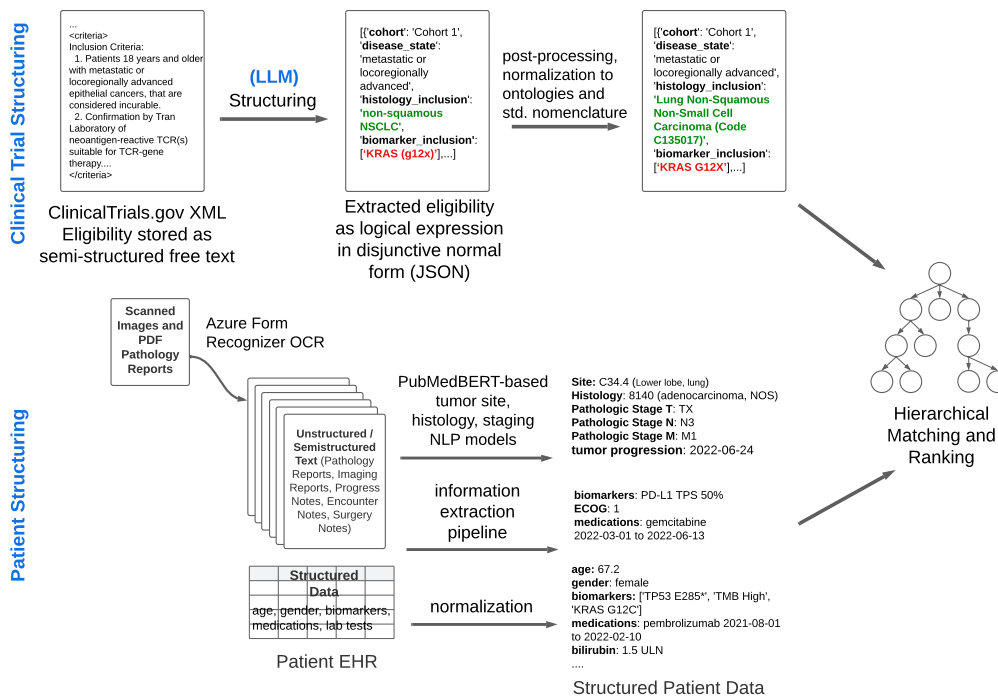 Clinical Trial Structuring
...
<criteria>
Inclusion Criteria:
1. Patients 18 years and older
with metastatic or
locoregionally advanced
epithelial cancers, that are
considered incurable.
2. Confirmation by Tran
Laboratory of
neoantigen-reactive TCR(s)
suitable for TCR-gene
therapy....
</criteria>
ClinicalTrials.gov XML
Eligibility stored as
semi-structured free text
(LLM)
Structuring
[{'cohort': 'Cohort 1',
'disease_state':
'metastatic or
locoregionally
advanced',
'histology_inclusion':
'non-squamous
NSCLC',
'biomarker_inclusion':
['KRAS (g12x)'],...]
Extracted eligibility
as logical expression
in disjunctive normal
form (JSON)
post-processing,
normalization to
ontologies and
std. nomenclature
[{'cohort': 'Cohort 1',
'disease_state':
'metastatic or
locoregionally advanced',
'histology_inclusion':
'Lung Non-Squamous
Non-Small Cell
Carcinoma (Code
C135017)',
'biomarker_inclusion':
['KRAS G12X'],...]
Hierarchical
Matching and
Ranking
Patient Structuring
Scanned
Images and
PDF
Pathology
Reports
Azure Form
Recognizer OCR
Unstructured /
Semistructured
Text (Pathology
Reports, Imaging
Reports, Progress
Notes, Encounter
Notes, Surgery
Notes)
Structured
Data
age, gender, biomarkers,
medications, lab tests
Patient EHR
PubMedBERT-based
tumor site,
histology, staging
NLP models
information
extraction
pipeline
normalization
Site: C34.4 (Lower lobe, lung)
Histology: 8140 (adenocarcinoma, NOS)
Pathologic Stage T: TX
Pathologic Stage N: N3
Pathologic Stage M: M1
tumor progression: 2022-06-24
biomarkers: PD-L1 TPS 50%
ECOG: 1
medications: gemcitabine
2022-03-01 to 2022-06-13
age: 67.2
gender: female
biomarkers: ['TP53 E285*', 'TMB High',
'KRAS G12C']
medications: pembrolizumab 2021-08-01
to 2022-02-10
bilirubin: 1.5 ULN
....
Structured Patient Data